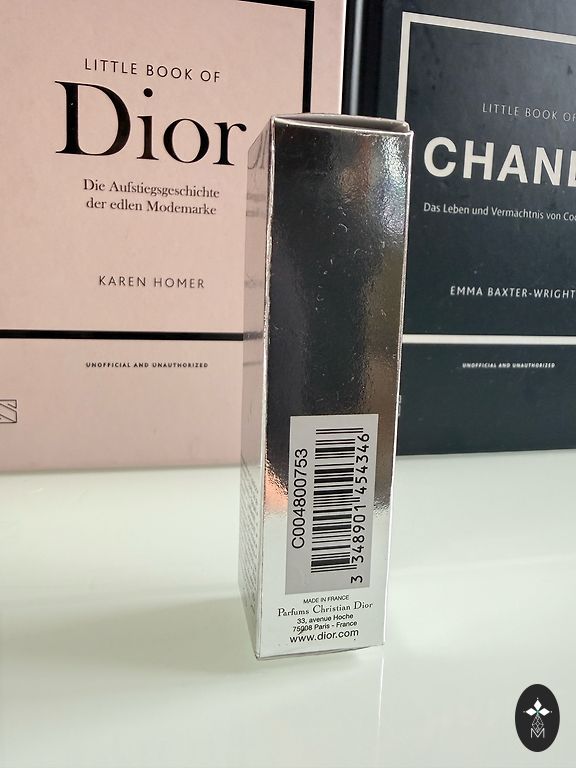 LITTLE BOOK OF
Dior
Die Aufstiegsgeschichte
der edlen Modemarke
KAREN HOMER
UNOFFICIAL AND UNAUTHORIZED
LITTLE BOOK OF
CHAN
Das Leben und Vermächtnis von
EMMA BAXTER-WRIGHT
UNOFFICIAL AND UNAUTHORIZED
C004800753
3 348901 454346
MADE IN FRANCE
Parfums Christian Dior
33, avenue Hoche
75008 Paris - France
www.dior.com
M